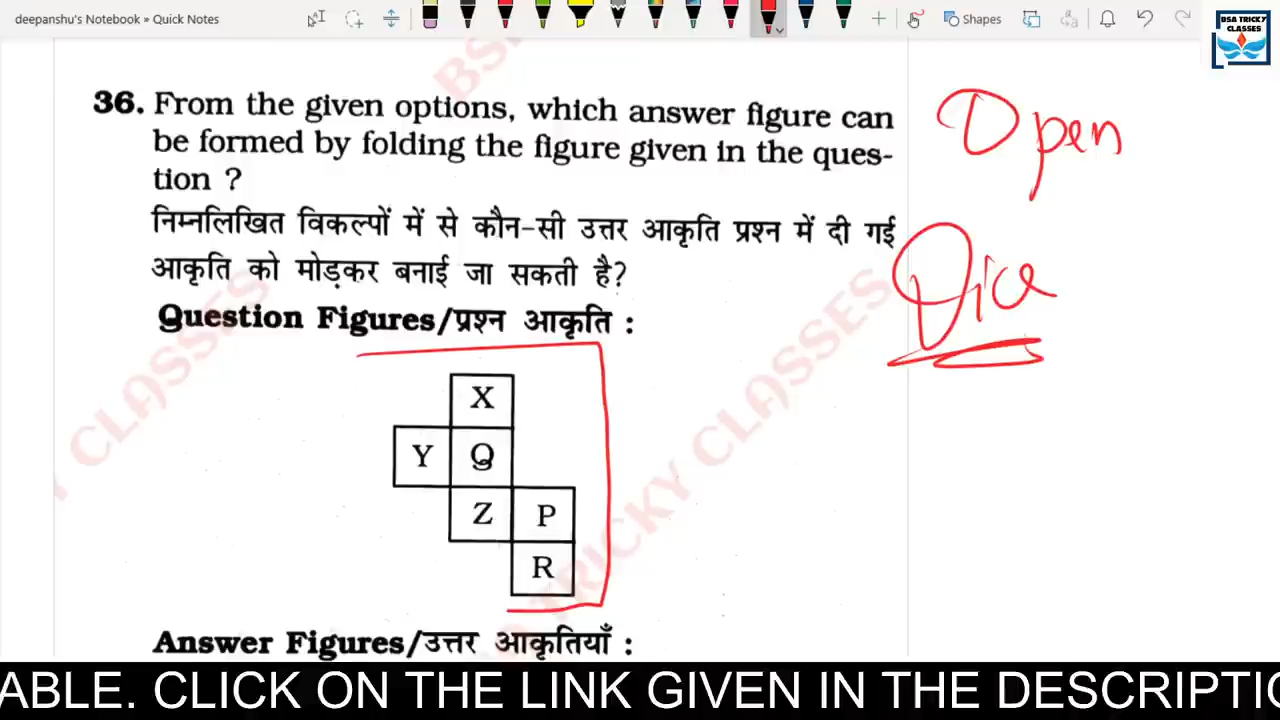 deepanshu's Notebook » Quick Notes
Shapes
BSA TRICKY
CLASSES
36. From the given options, which answer figure can
be formed by folding the figure given in the ques-
tion ?
निम्नलिखित विकल्पों में से कौन-सी उत्तर आकृति प्रश्न में दी गई
आकृति को मोड़कर बनाई जा सकती है?
Question Figures/प्रश्न आकृति :
X
Y Q
Z P
R
Answer Figures/उत्तर आकृतियाँ :
Open
Dice
ABLE. CLICK ON THE LINK GIVEN IN THE DESCRIPTIO